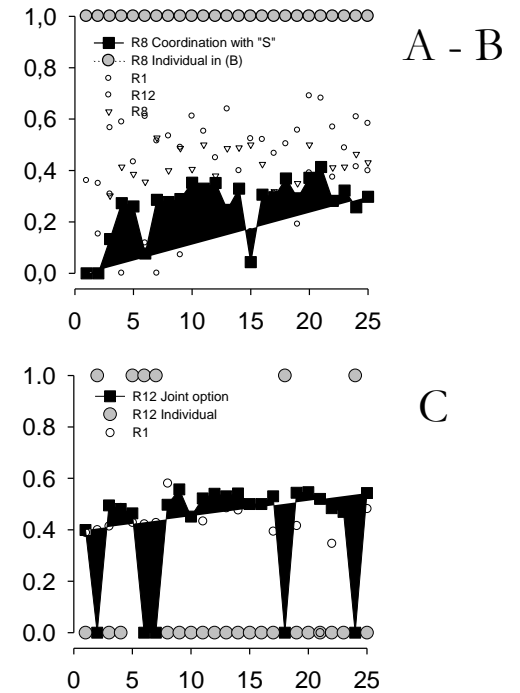 A - B
1,0
0,8
0,6
0,4
0,2
0,0
R8 Coordination with "S"
R8 Individual in (B)
R1
R12
R8
0 5 10 15 20 25
C
1.0
0.8
0.6
0.4
0.2
0.0
R12 Joint option
R12 Individual
R1
0 5 10 15 20 25